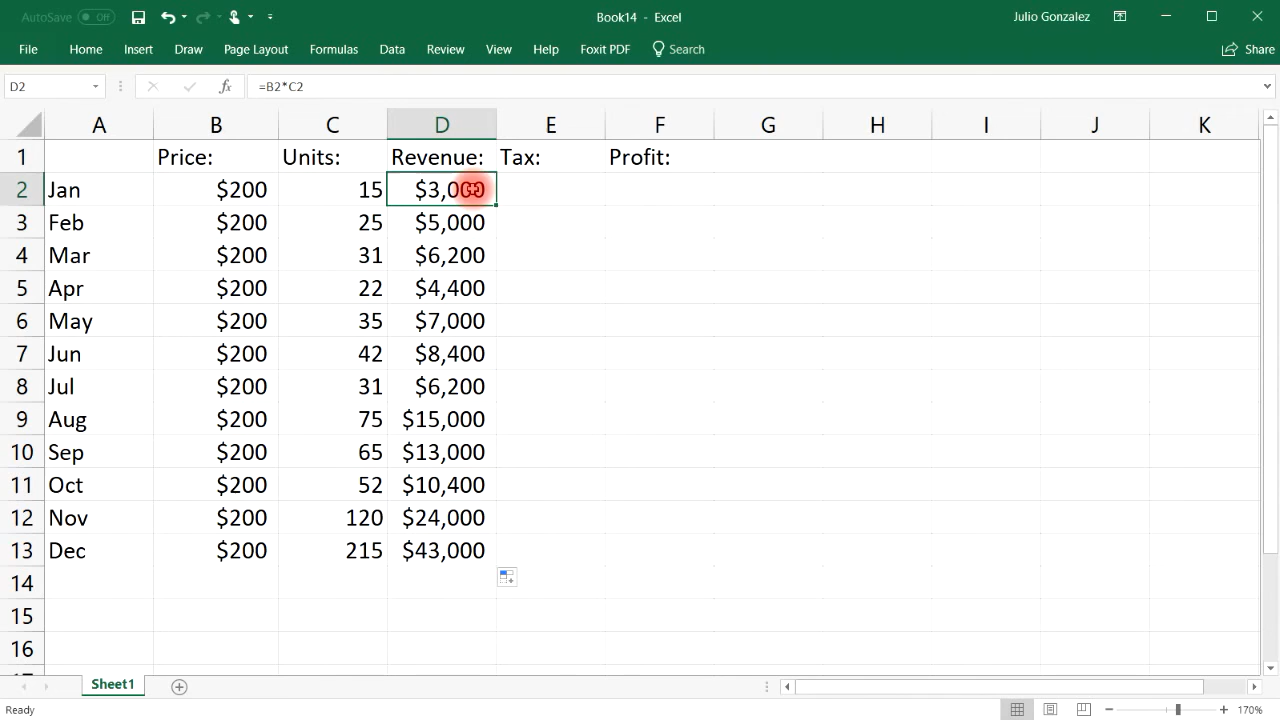 AutoSave Off Book14 - Excel Julio Gonzalez
File Home Insert Draw Page Layout Formulas Data Review View Help Foxit PDF Search Share
D2 fx =B2*C2
A B C D E F G H I J K
1 Price: Units: Revenue: Tax: Profit:
2 Jan $200 15 $3,000
3 Feb $200 25 $5,000
4 Mar $200 31 $6,200
5 Apr $200 22 $4,400
6 May $200 35 $7,000
7 Jun $200 42 $8,400
8 Jul $200 31 $6,200
9 Aug $200 75 $15,000
10 Sep $200 65 $13,000
11 Oct $200 52 $10,400
12 Nov $200 120 $24,000
13 Dec $200 215 $43,000
14
15
16
Sheet1
Ready 170%